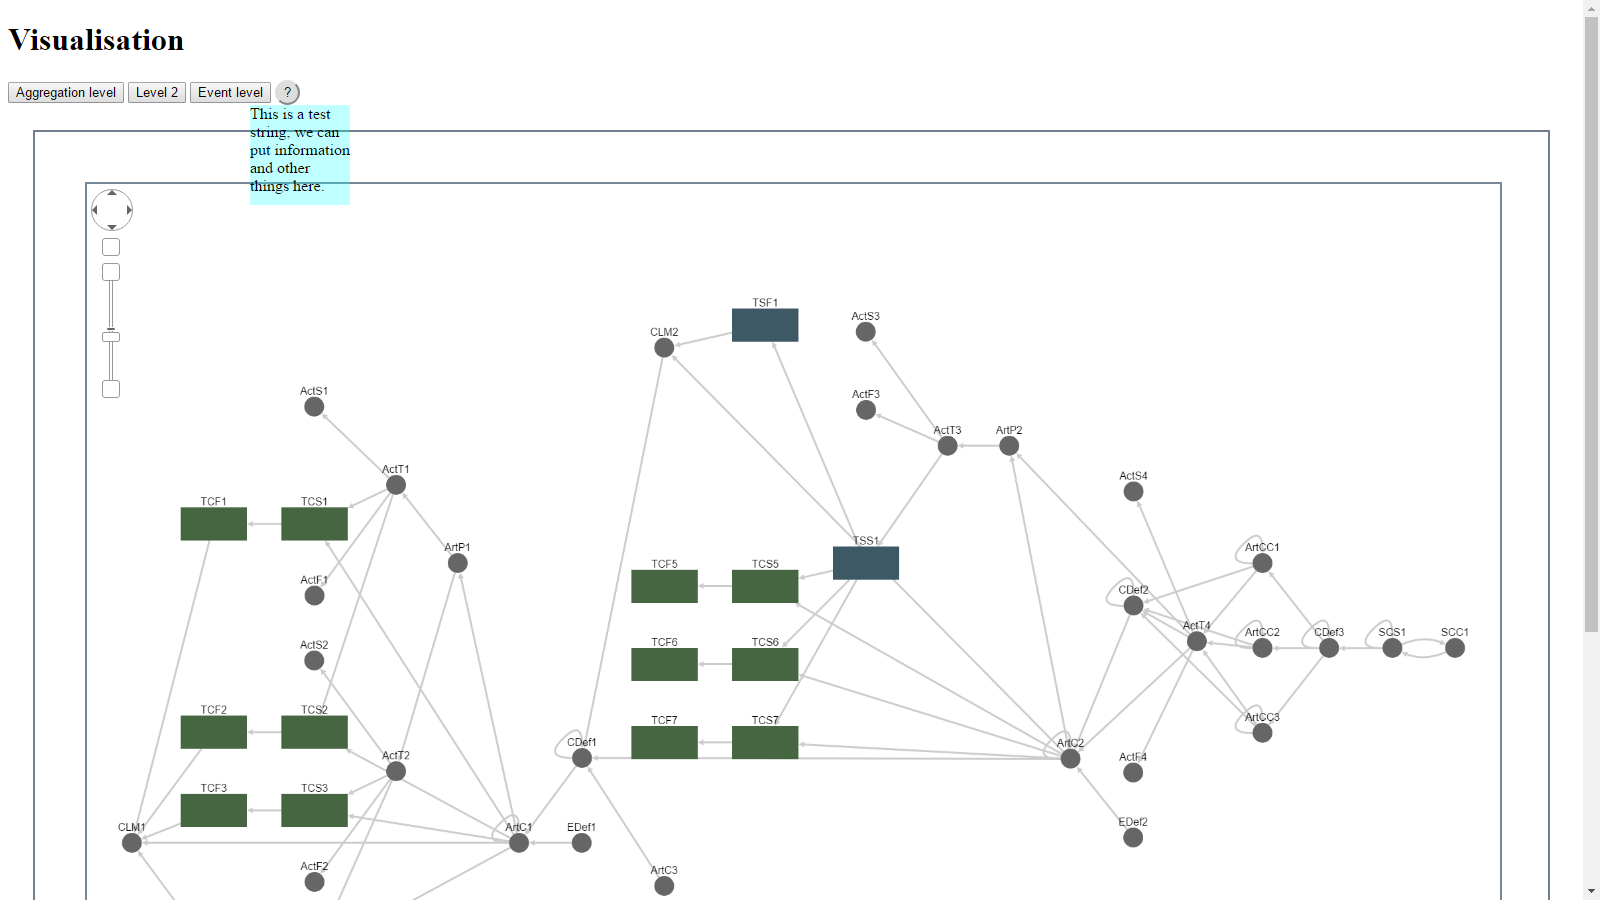 Visualisation
Aggregation level
Level 2
Event level
?
This is a test
string, we can
put information
and other
things here.
TSF1
ActS3
CLM2
ActS1
ActF3
ActT3
ArtP2
ActT1
ActS4
TCF1
TCS1
TSS1
ArtP1
ArtCC1
TCF5
TCS5
ActF1
CDef2
ActT4
ArtCC2
CDef3
SCS1
SCC1
ActS2
TCF6
TCS6
TCF2
TCS2
TCF7
TCS7
ArtCC3
CDef1
ArtC2
ActT2
ActF4
TCF3
TCS3
CLM1
ArtC1
EDef1
EDef2
ActF2
ArtC3